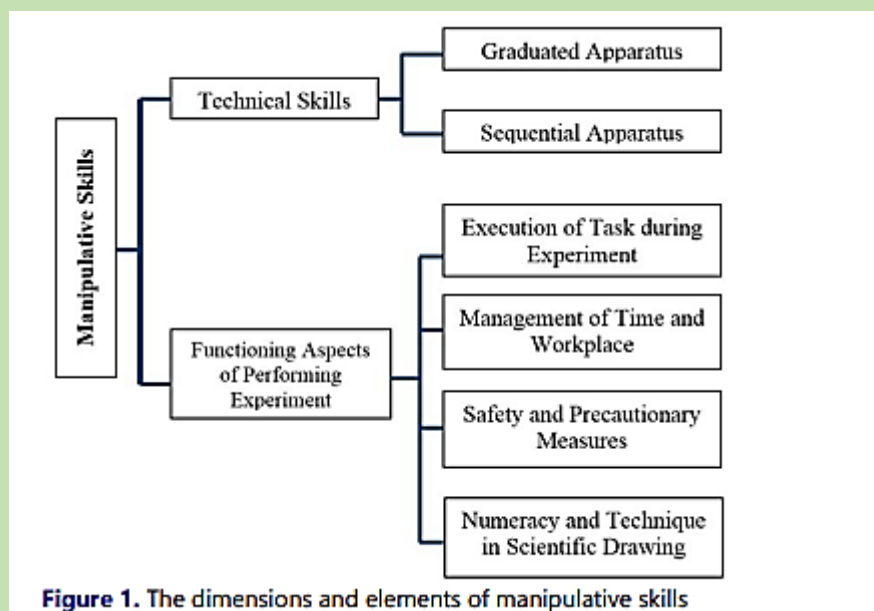 Manipulative Skills
Technical Skills
Graduated Apparatus
Sequential Apparatus
Functioning Aspects
of Performing
Experiment
Execution of Task during
Experiment
Management of Time and
Workplace
Safety and Precautionary
Measures
Numeracy and Technique
in Scientific Drawing
Figure 1. The dimensions and elements of manipulative skills